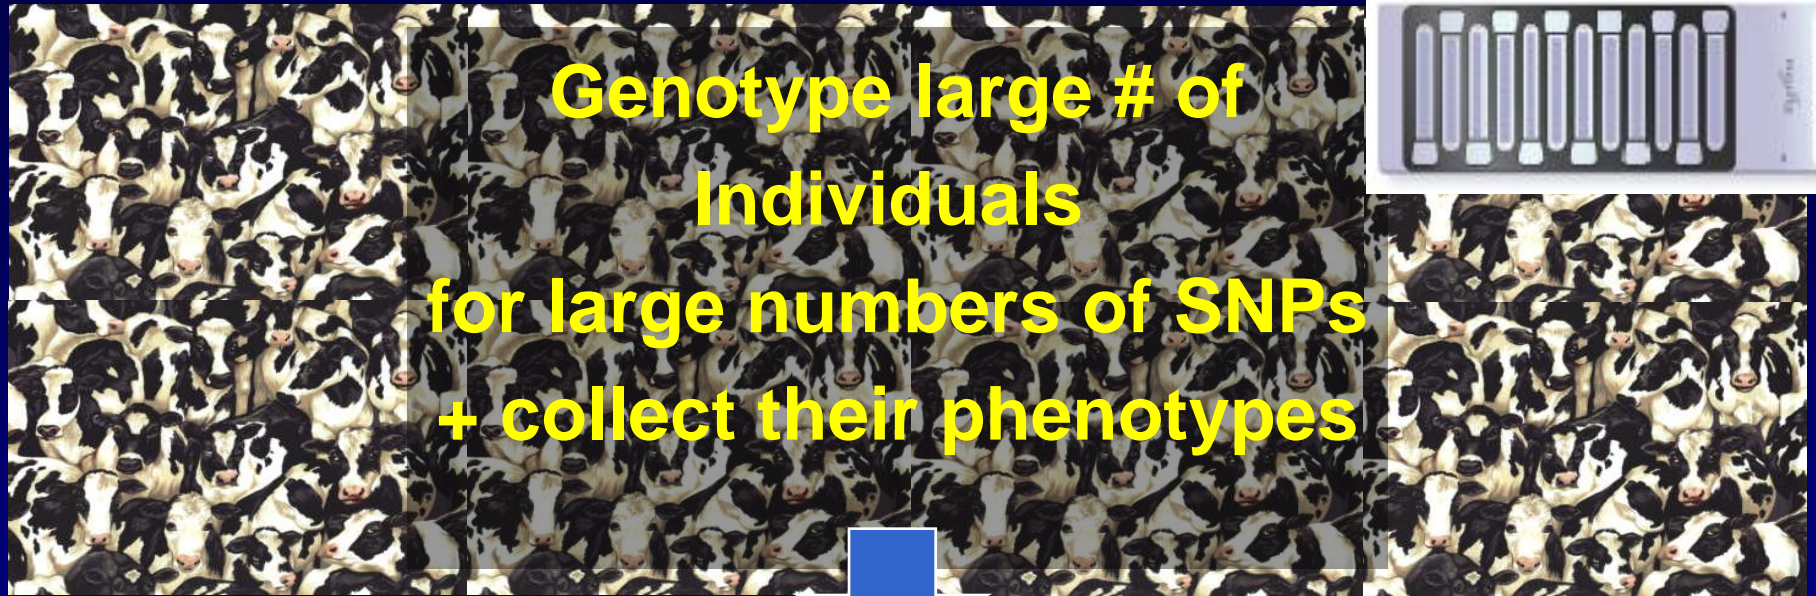 Genotype large # of
Individuals
for large numbers of SNPs
+ collect their phenotypes